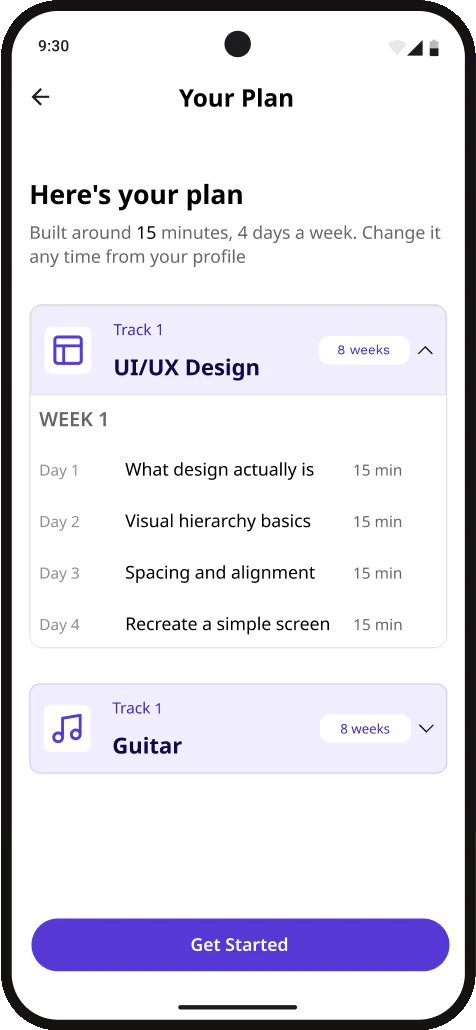 9:30
Your Plan
Here's your plan
Built around 15 minutes, 4 days a week. Change it
any time from your profile
Track 1
UI/UX Design
8 weeks
WEEK 1
Day 1 What design actually is 15 min
Day 2 Visual hierarchy basics 15 min
Day 3 Spacing and alignment 15 min
Day 4 Recreate a simple screen 15 min
Track 1
Guitar
8 weeks
Get Started